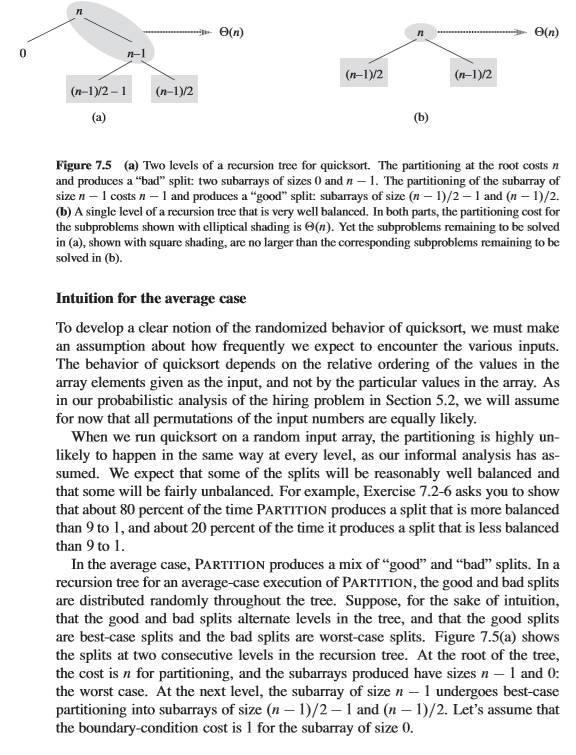 n
Θ(n)
0
n–1
(n–1)/2 – 1
(n–1)/2
(a)
n
Θ(n)
(n–1)/2
(n–1)/2
(b)
Figure 7.5 (a) Two levels of a recursion tree for quicksort. The partitioning at the root costs n
and produces a “bad” split: two subarrays of sizes 0 and n − 1. The partitioning of the subarray of
size n − 1 costs n − 1 and produces a “good” split: subarrays of size (n − 1)/2 − 1 and (n − 1)/2.
(b) A single level of a recursion tree that is very well balanced. In both parts, the partitioning cost for
the subproblems shown with elliptical shading is Θ(n). Yet the subproblems remaining to be solved
in (a), shown with square shading, are no larger than the corresponding subproblems remaining to be
solved in (b).
Intuition for the average case
To develop a clear notion of the randomized behavior of quicksort, we must make
an assumption about how frequently we expect to encounter the various inputs.
The behavior of quicksort depends on the relative ordering of the values in the
array elements given as the input, and not by the particular values in the array. As
in our probabilistic analysis of the hiring problem in Section 5.2, we will assume
for now that all permutations of the input numbers are equally likely.
When we run quicksort on a random input array, the partitioning is highly un-
likely to happen in the same way at every level, as our informal analysis has as-
sumed. We expect that some of the splits will be reasonably well balanced and
that some will be fairly unbalanced. For example, Exercise 7.2-6 asks you to show
that about 80 percent of the time PARTITION produces a split that is more balanced
than 9 to 1, and about 20 percent of the time it produces a split that is less balanced
than 9 to 1.
In the average case, PARTITION produces a mix of “good” and “bad” splits. In a
recursion tree for an average-case execution of PARTITION, the good and bad splits
are distributed randomly throughout the tree. Suppose, for the sake of intuition,
that the good and bad splits alternate levels in the tree, and that the good splits
are best-case splits and the bad splits are worst-case splits. Figure 7.5(a) shows
the splits at two consecutive levels in the recursion tree. At the root of the tree,
the cost is n for partitioning, and the subarrays produced have sizes n − 1 and 0:
the worst case. At the next level, the subarray of size n − 1 undergoes best-case
partitioning into subarrays of size (n − 1)/2 − 1 and (n − 1)/2. Let’s assume that
the boundary-condition cost is 1 for the subarray of size 0.